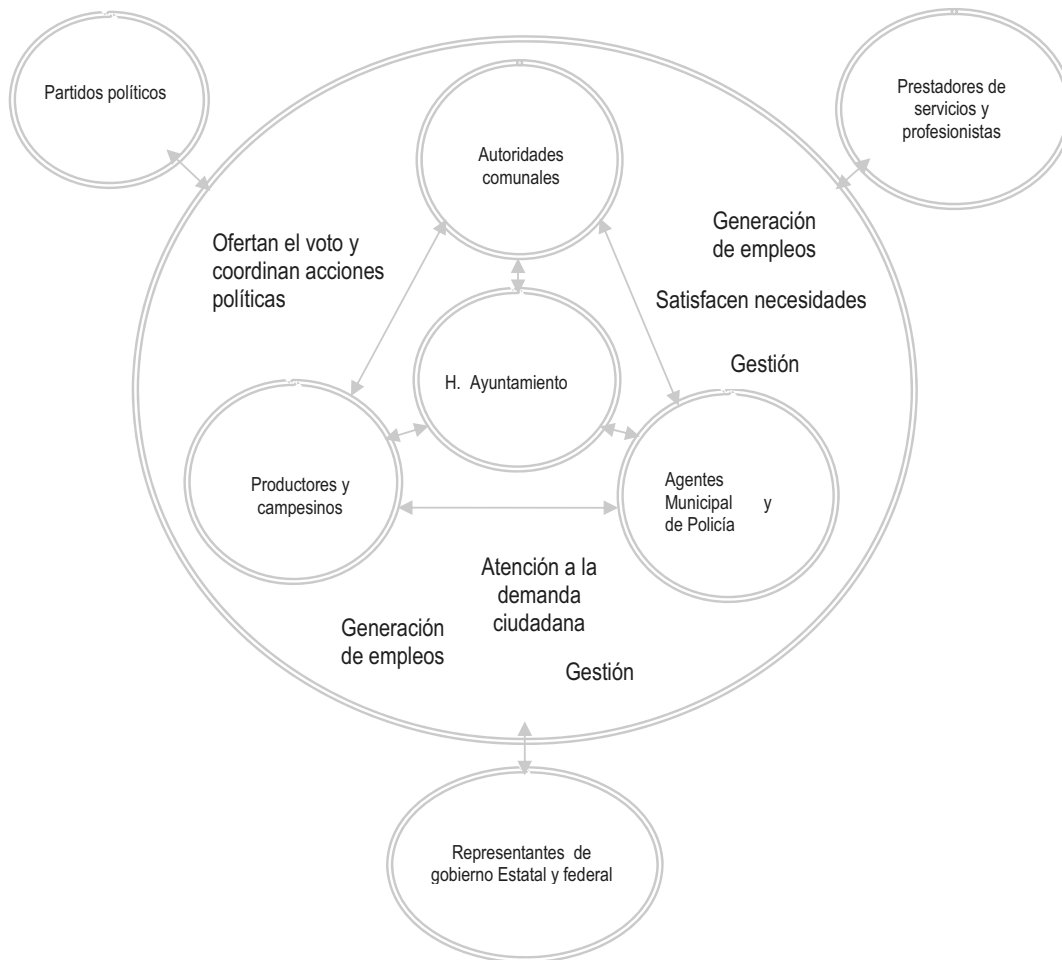 Partidos políticos
Prestadores de
servicios y
profesionistas
Autoridades
comunales
Ofertan el voto y
coordinan acciones
políticas
Generación
de empleos
Satisfacen necesidades
Gestión
H. Ayuntamiento
Productores y
campesinos
Agentes
Municipal y
de Policía
Atención a la
demanda
ciudadana
Generación
de empleos
Gestión
Representantes de
gobierno Estatal y federal